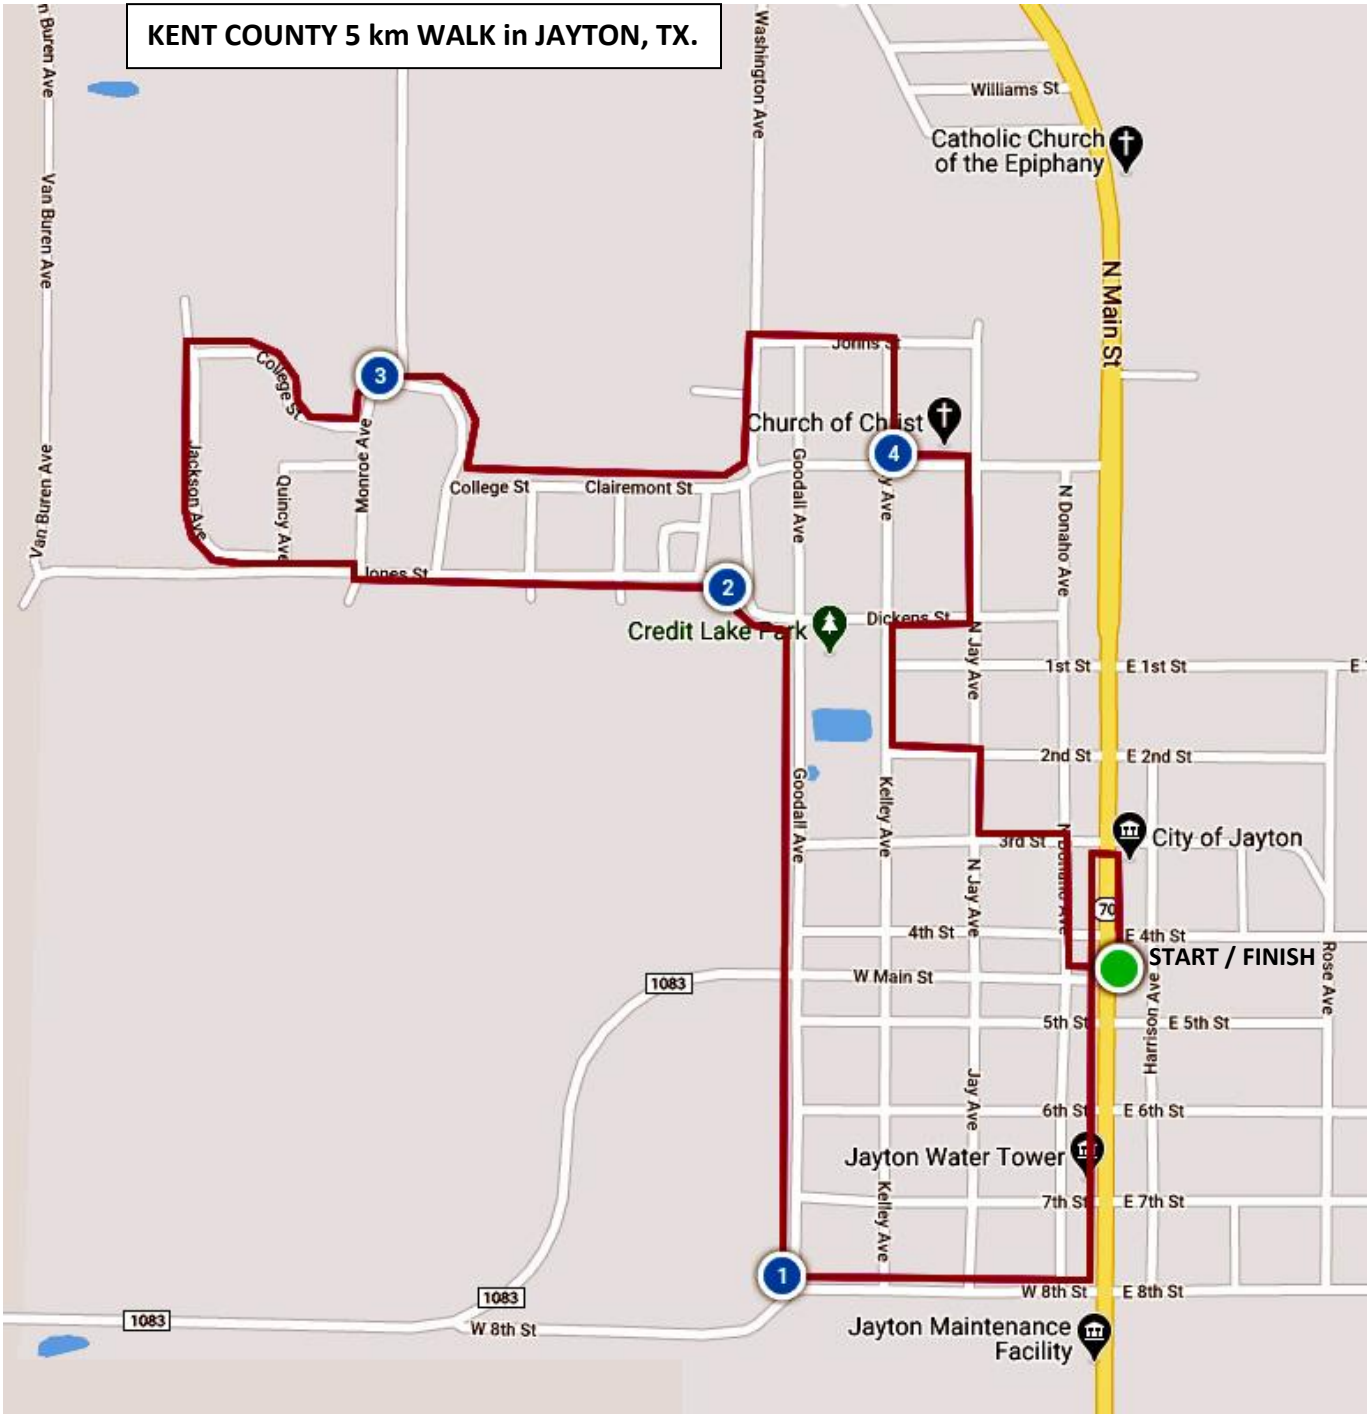 KENT COUNTY 5 km WALK in JAYTON, TX.
n Buren Ave
Washington Ave
Williams St
Catholic Church
of the Epiphany
Van Buren Ave
N Main St
Johns St
College St
3
Church of Christ
4
Monroe Ave
Jackson Ave
Quincy Ave
Van Buren Ave
College St
Clairemont St
Goodall Ave
y Ave
N Donaho Ave
Jones St
2
Credit Lake Park
Dickens St
N Jay Ave
1st St
E 1st St
E 1
2nd St
E 2nd St
Goodall Ave
Kelley Ave
3rd St
City of Jayton
N Jay Ave
70
4th St
E 4th St
START / FINISH
Rose Ave
1083
W Main St
Harrison Ave
5th St
E 5th St
Jay Ave
6th St
E 6th St
Jayton Water Tower
Kelley Ave
7th St
E 7th St
1
1083
W 8th St
E 8th St
1083
W 8th St
Jayton Maintenance
Facility